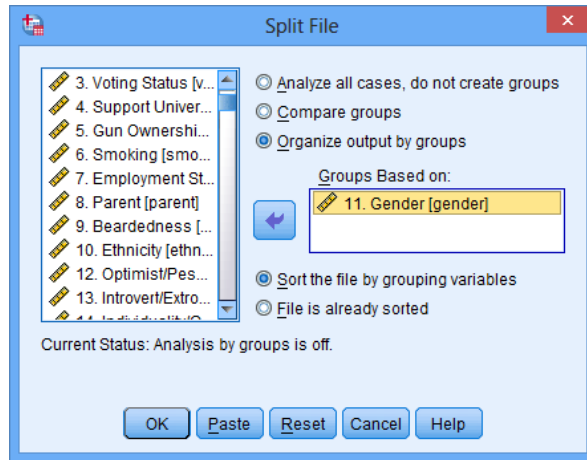 Split File
3. Voting Status [v...
4. Support Univer...
5. Gun Ownershi...
6. Smoking [smo...
7. Employment St...
8. Parent [parent]
9. Beardedness [...
10. Ethnicity [ethn...
12. Optimist/Pes...
13. Introvert/Extro...
Analyze all cases, do not create groups
Compare groups
Organize output by groups
Groups Based on:
11. Gender [gender]
Sort the file by grouping variables
File is already sorted
Current Status: Analysis by groups is off.
OK Paste Reset Cancel Help